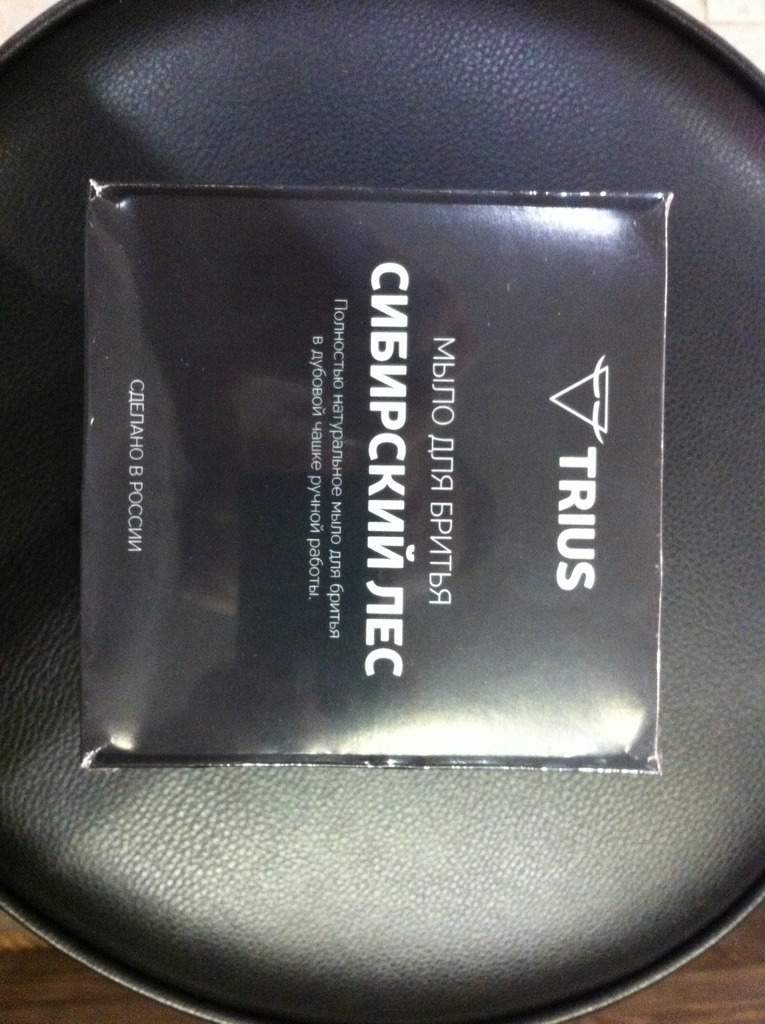 TRIUS
МЫЛО ДЛЯ БРИТЬЯ
СИБИРСКИЙ ЛЕС
Полностью натуральное мыло для бритья
в дубовой чашке ручной работы.
СДЕЛАНО В РОССИИ